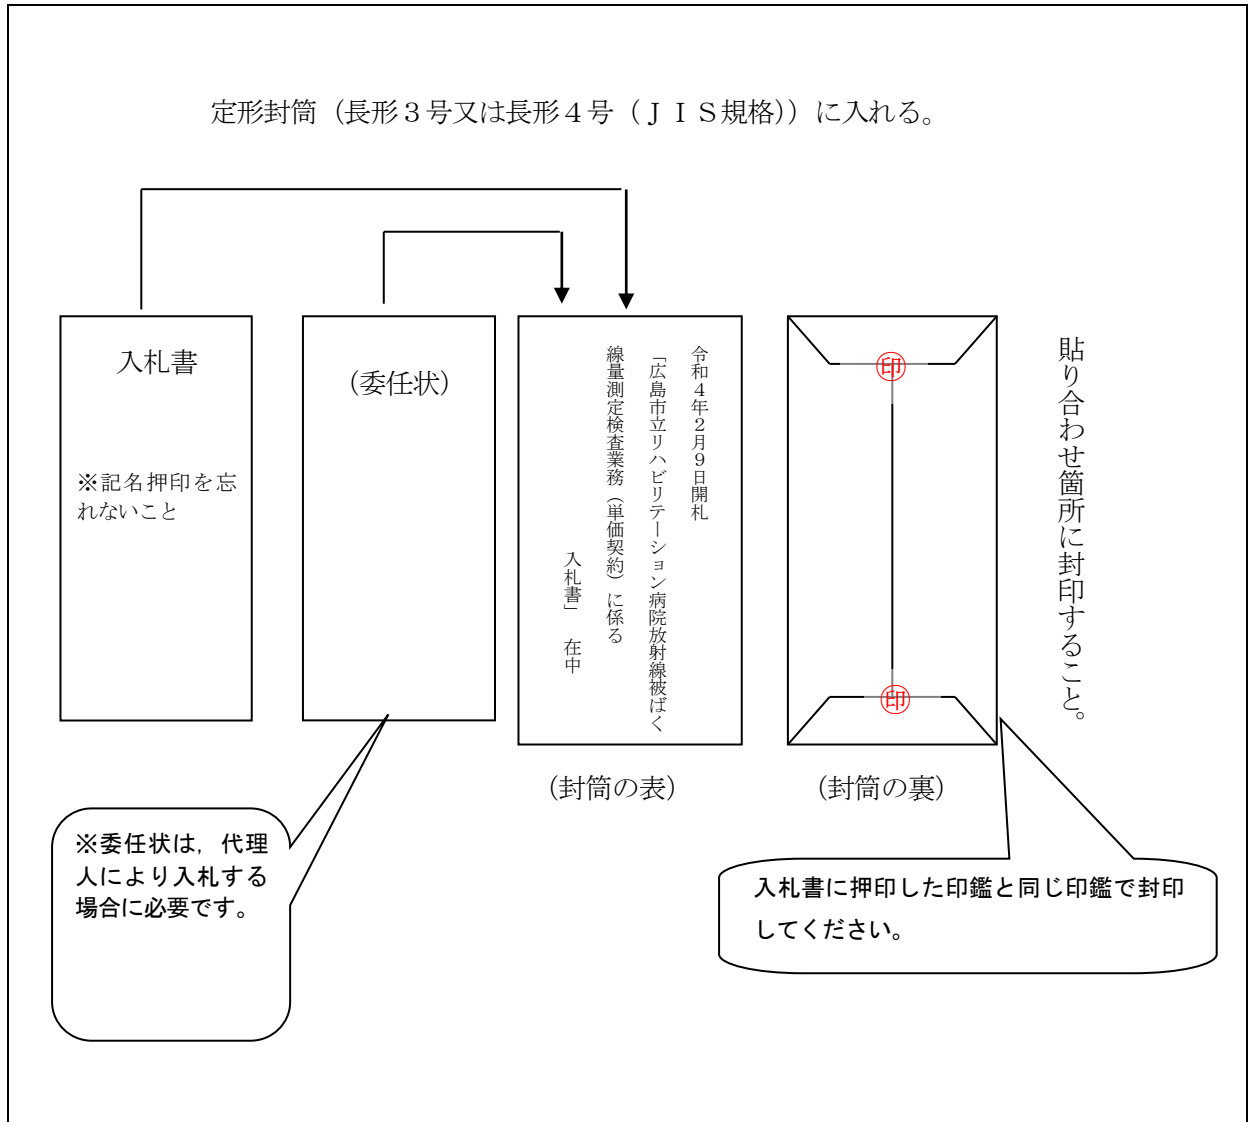 定形封筒（長形３号又は長形４号（ＪＩＳ規格））に入れる。
入札書
※記名押印を忘
れないこと
（委任状）
令和４年２月９日開札
「広島市立リハビリテーション病院放射線被ばく
線量測定検査業務（単価契約）に係る
入札書」　在中
印
印
貼り合わせ箇所に封印すること。
（封筒の表）
（封筒の裏）
※委任状は，代理
人により入札する
場合に必要です。
入札書に押印した印鑑と同じ印鑑で封印
してください。